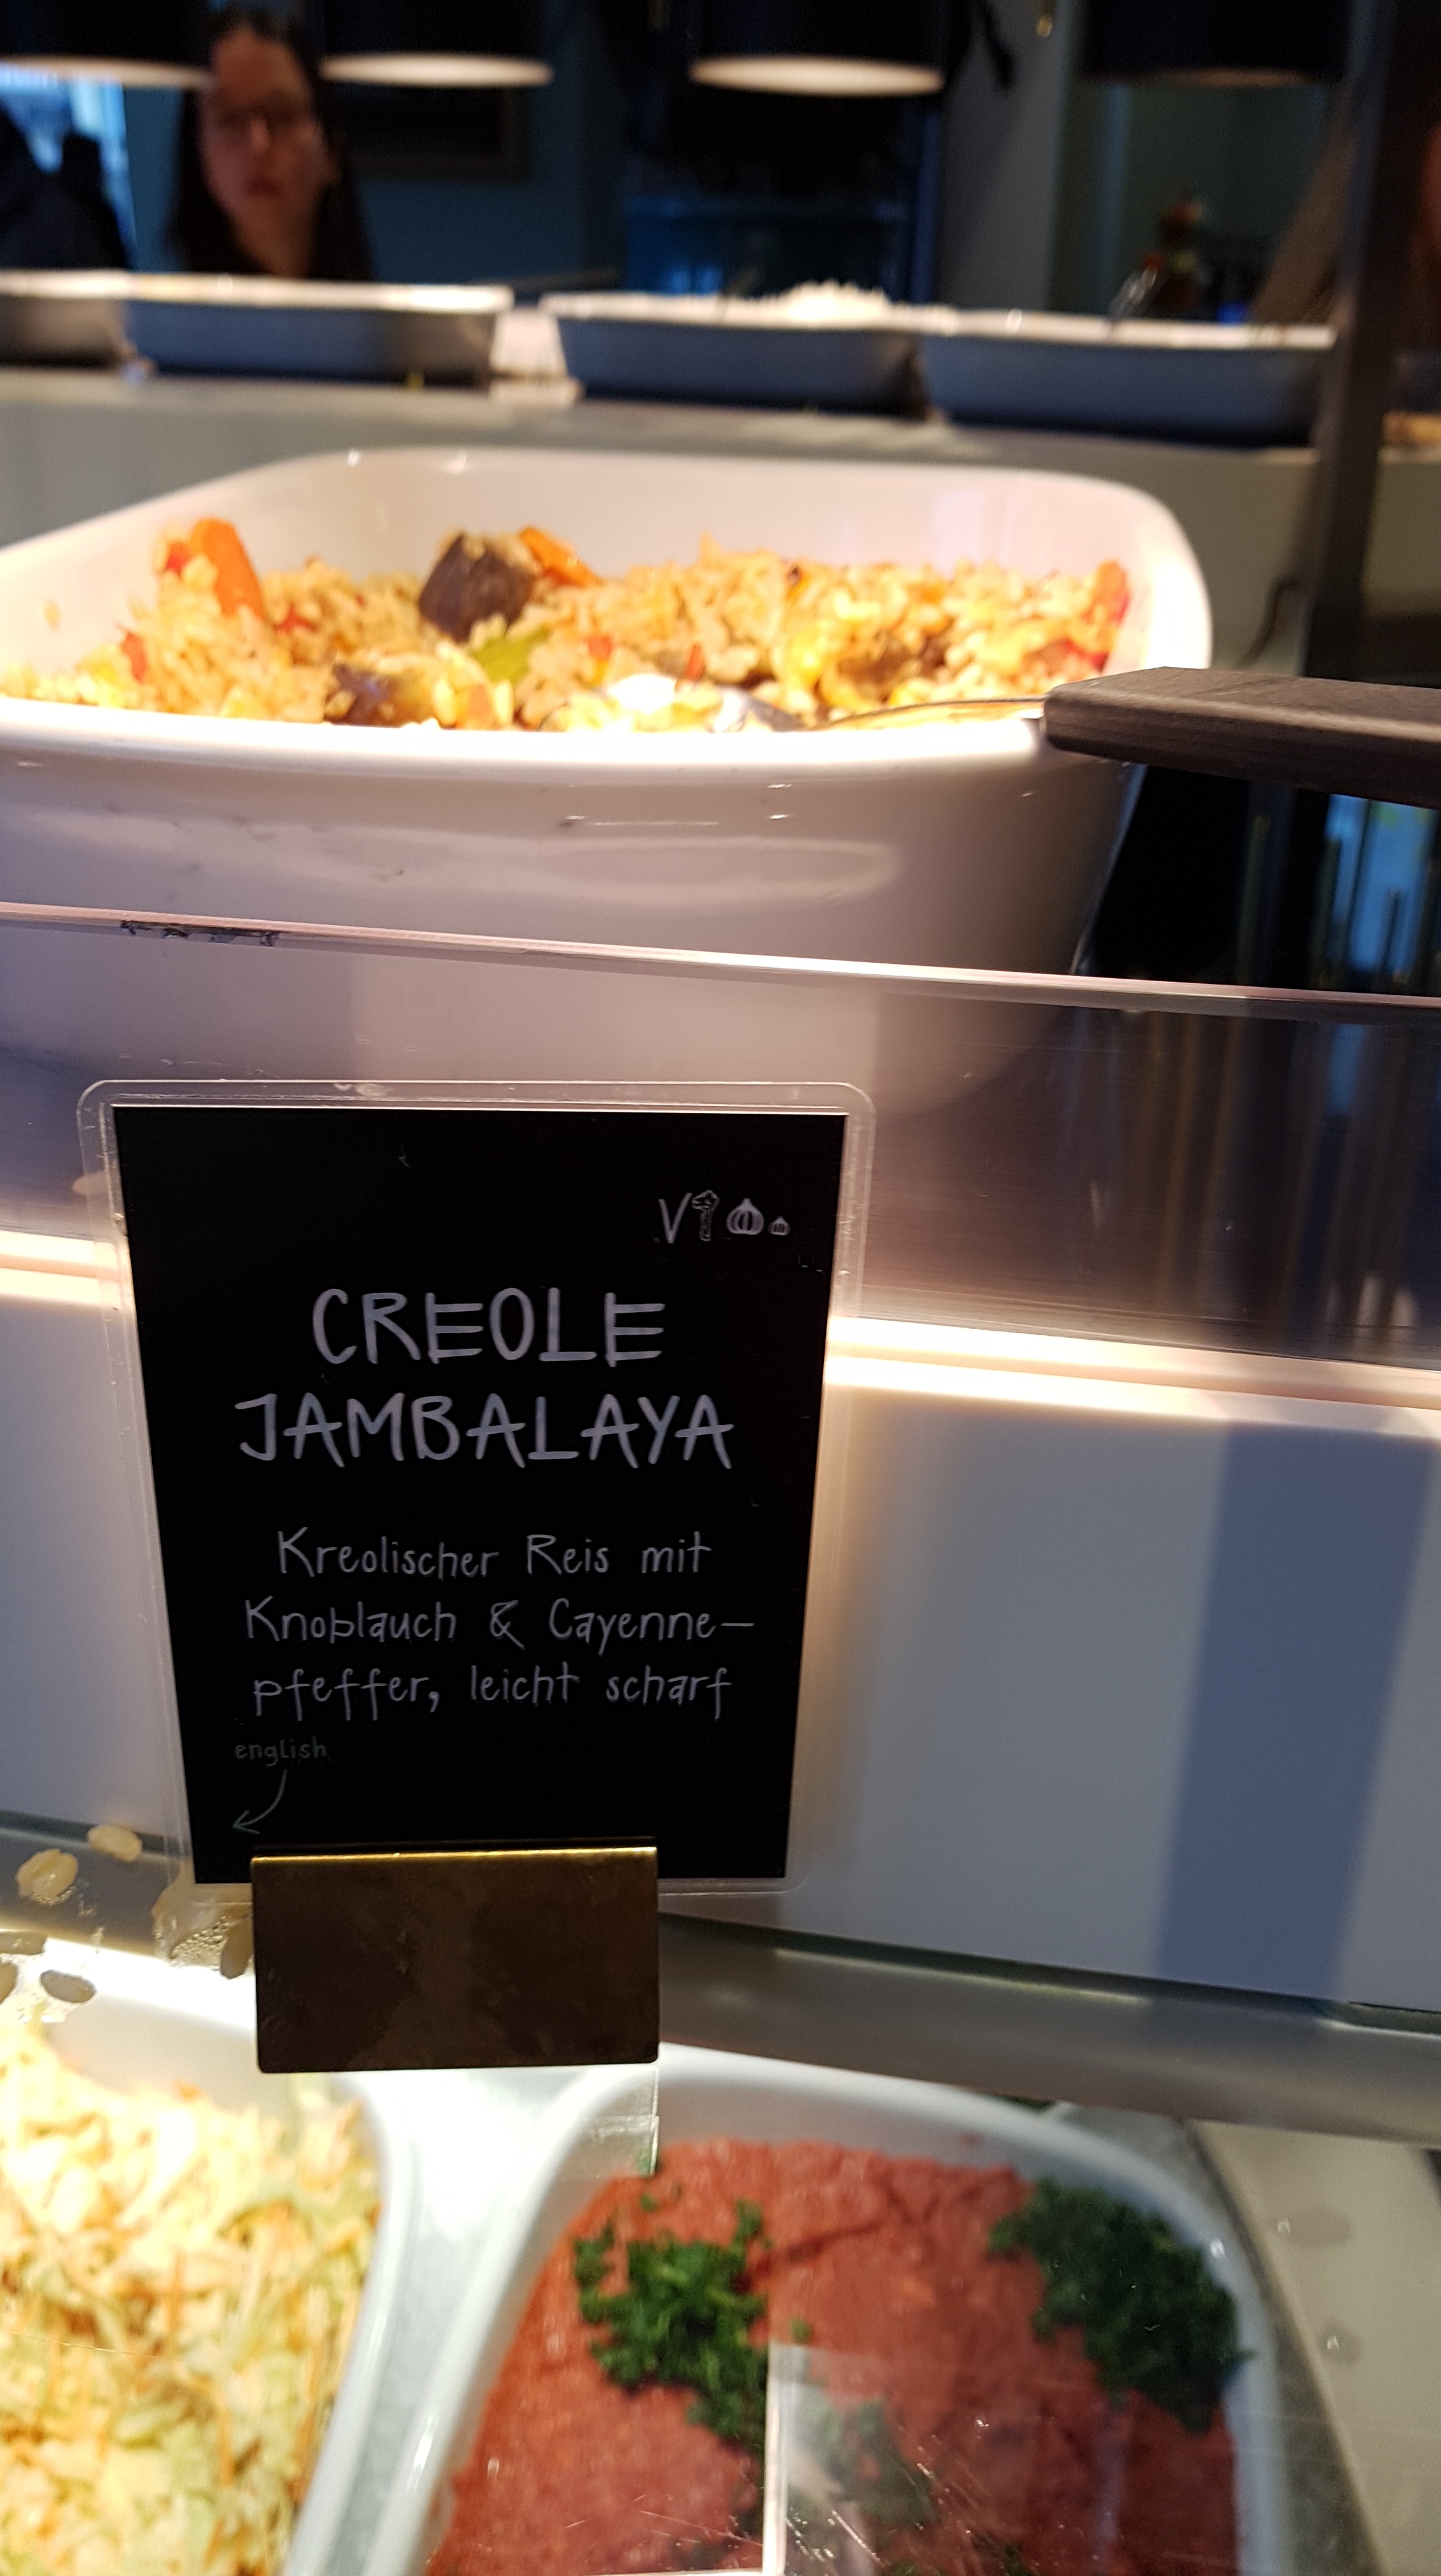 V
CREOLE
JAMBALAYA
Kreolischer Reis mit
Knoblauch & Cayenne-
pfeffer, leicht scharf
english